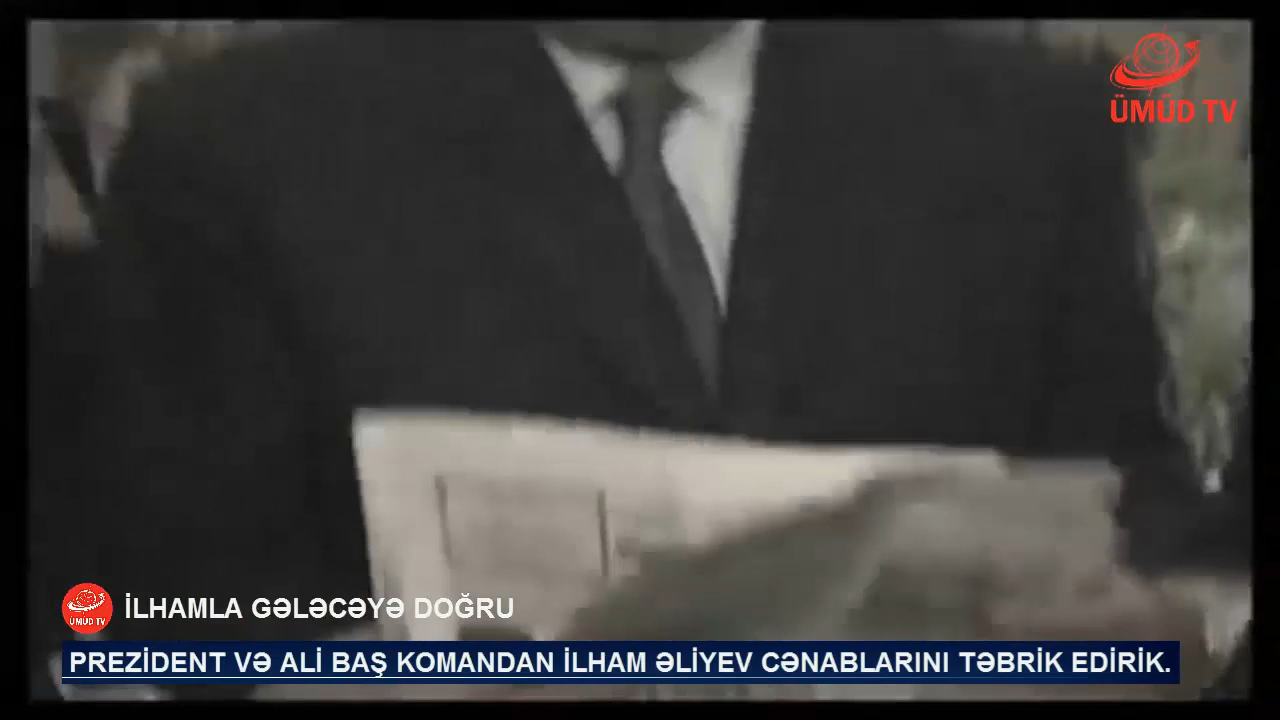 ÜMÜD TV
ÜMÜD TV
İLHAMLA GƏLƏCƏYƏ DOĞRU
PREZİDENT VƏ ALİ BAŞ KOMANDAN İLHAM ƏLİYEV CƏNABLARINI TƏBRİK EDİRİK.